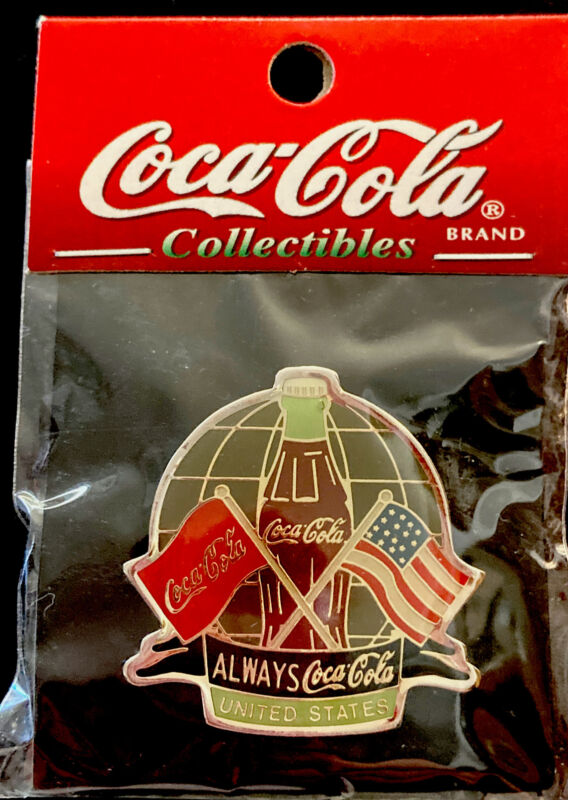 Coca-Cola®
Collectibles
BRAND
Coca-Cola
Coca-Cola
ALWAYS Coca-Cola
UNITED STATES